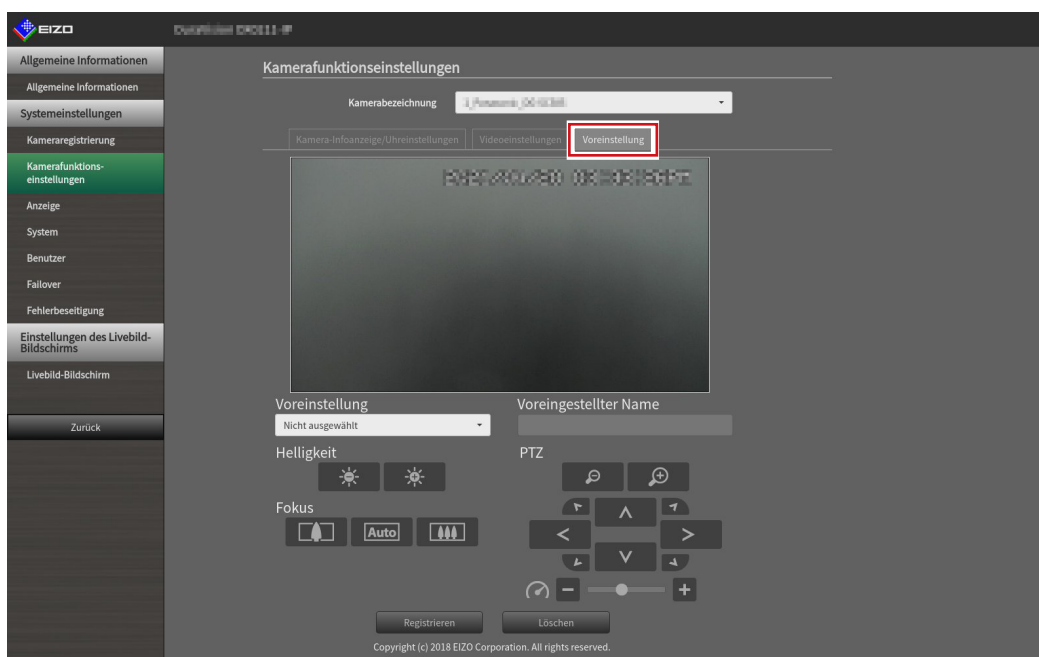 EIZO
Allgemeine Informationen
Allgemeine Informationen
Systemeinstellungen
Kameraregistrierung
Kamerafunktions-
einstellungen
Anzeige
System
Benutzer
Failover
Fehlerbeseitigung
Einstellungen des Livebild-
Bildschirms
Livebild-Bildschirm
Zurück
Kamerafunktionseinstellungen
Kamerabezeichnung
Kamera-Infoanzeige/Uhreinstellungen
Videoeinstellungen
Voreinstellung
Voreinstellung
Voreingestellter Name
Nicht ausgewählt
Helligkeit
PTZ
Fokus
Auto
Registrieren
Löschen
Copyright (c) 2018 EIZO Corporation. All rights reserved.